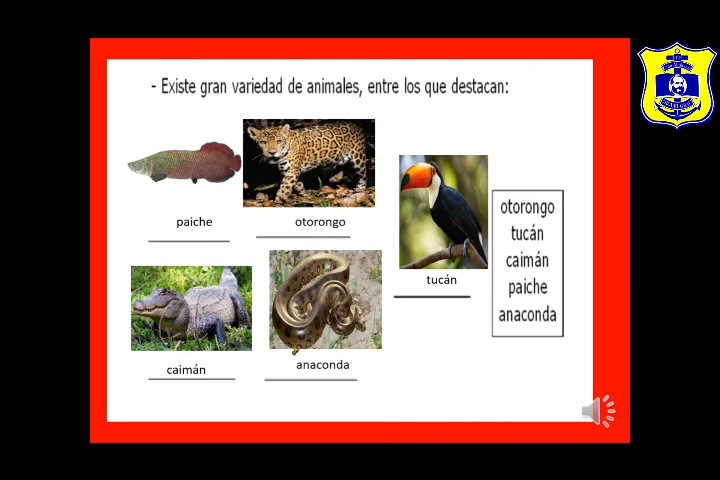 - Existe gran variedad de animales, entre los que destacan:
paiche
otorongo
tucán
caimán
anaconda
otorongo
tucán
caimán
paiche
anaconda